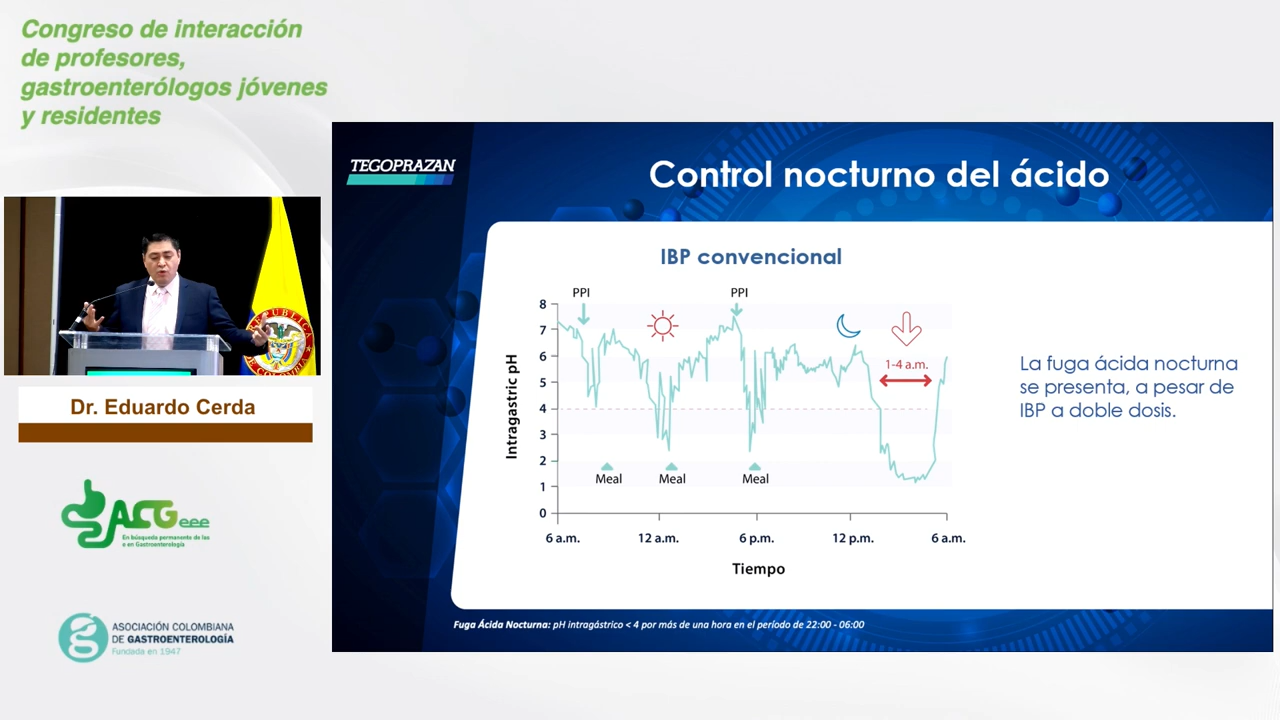 Congreso de interacción
de profesores,
gastroenterólogos jóvenes
y residentes
TEGOPRAZAN
Control nocturno del ácido
IBP convencional
PPI
PPI
8
7
6
5
4
3
2
1
0
Intragastric pH
1-4 a.m.
Meal
Meal
Meal
6 a.m.
12 a.m.
6 p.m.
12 p.m.
6 a.m.
Tiempo
La fuga ácida nocturna
se presenta, a pesar de
IBP a doble dosis.
Fuga Ácida Nocturna: pH intragástrico < 4 por más de una hora en el período de 22:00 - 06:00
Dr. Eduardo Cerda
ACGeee
En búsqueda permanente de las
e en Gastroenterología
ASOCIACIÓN COLOMBIANA
DE GASTROENTEROLOGÍA
Fundada en 1947